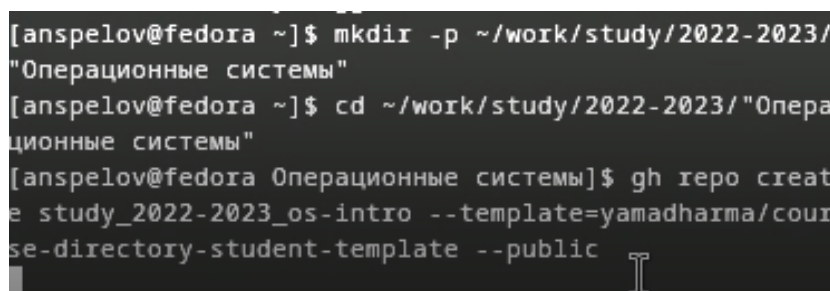 [anspelov@fedora ~]$ mkdir -p ~/work/study/2022-2023/
"Операционные системы"
[anspelov@fedora ~]$ cd ~/work/study/2022-2023/"Опера
ционные системы"
[anspelov@fedora Операционные системы]$ gh repo creat
e study_2022-2023_os-intro --template=yamadharma/cour
se-directory-student-template --public